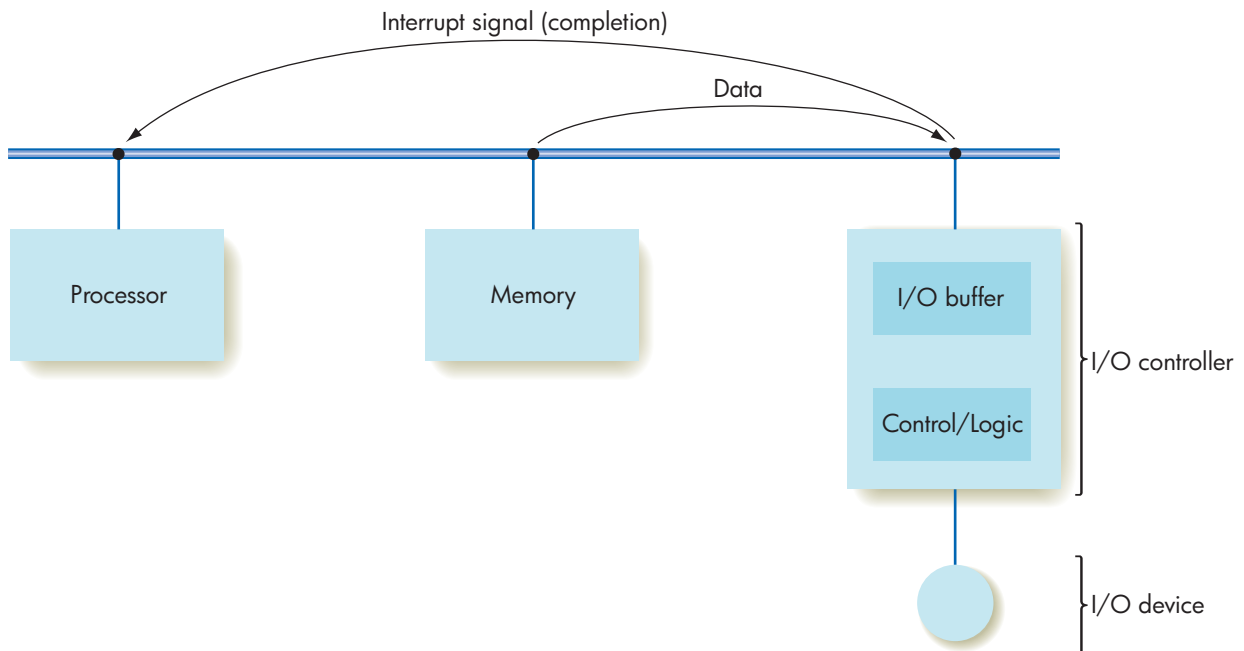 Interrupt signal (completion)
Data
Processor
Memory
I/O buffer
I/O controller
Control/Logic
I/O device